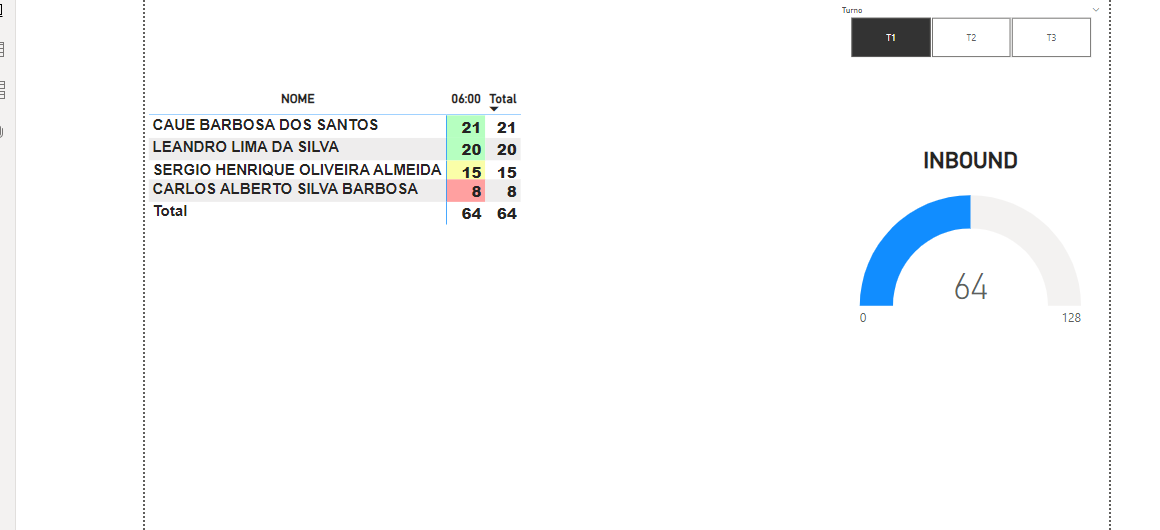 Turno
T1 T2 T3
NOME 06:00 Total
CAUE BARBOSA DOS SANTOS 21 21
LEANDRO LIMA DA SILVA 20 20
SERGIO HENRIQUE OLIVEIRA ALMEIDA 15 15
CARLOS ALBERTO SILVA BARBOSA 8 8
Total 64 64
INBOUND
64
0 128